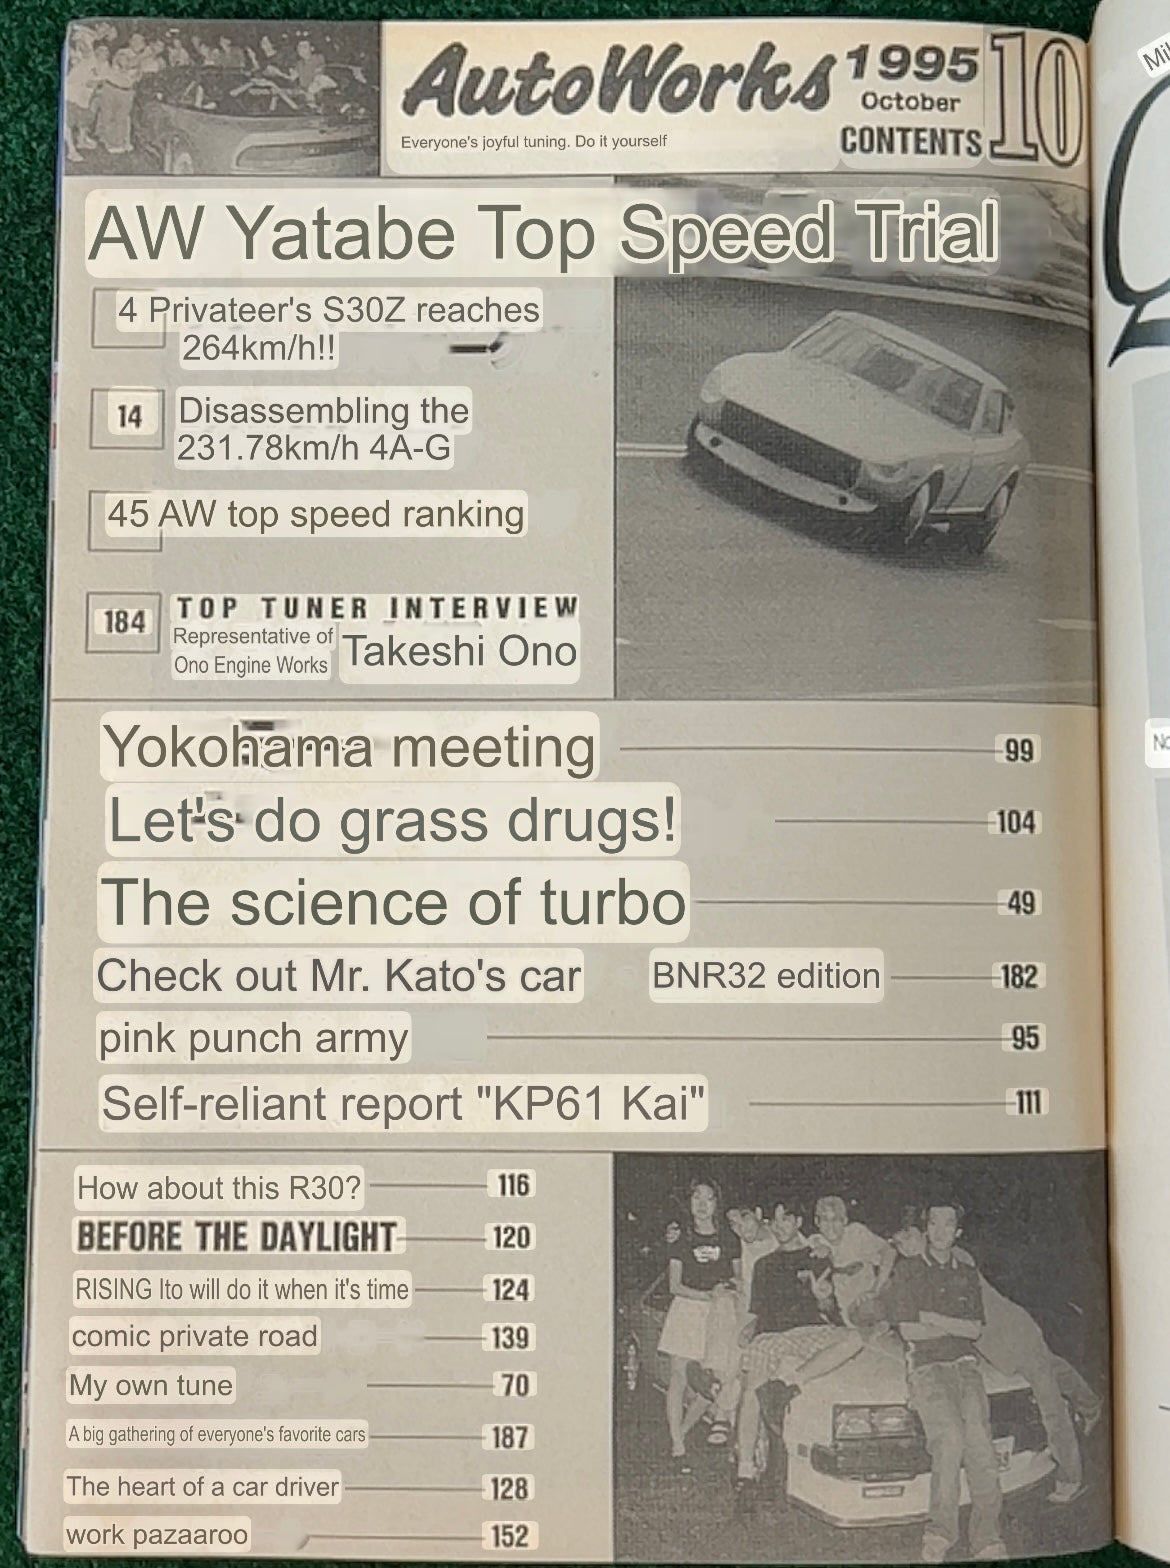 AutoWorks 1995 10
October
Everyone's joyful tuning. Do it yourself
CONTENTS
AW Yatabe Top Speed Trial
4 Privateer's S30Z reaches
264km/h!!
14 Disassembling the
231.78km/h 4A-G
45 AW top speed ranking
184 TOP TUNER INTERVIEW
Representative of
Ono Engine Works Takeshi Ono
Yokohama meeting 99
Let's do grass drugs! 104
The science of turbo 49
Check out Mr. Kato's car BNR32 edition 182
pink punch army 95
Self-reliant report "KP61 Kai" 111
How about this R30? 116
BEFORE THE DAYLIGHT 120
RISING Ito will do it when it's time 124
comic private road 139
My own tune 70
A big gathering of everyone's favorite cars 187
The heart of a car driver 128
work pazaaroo 152